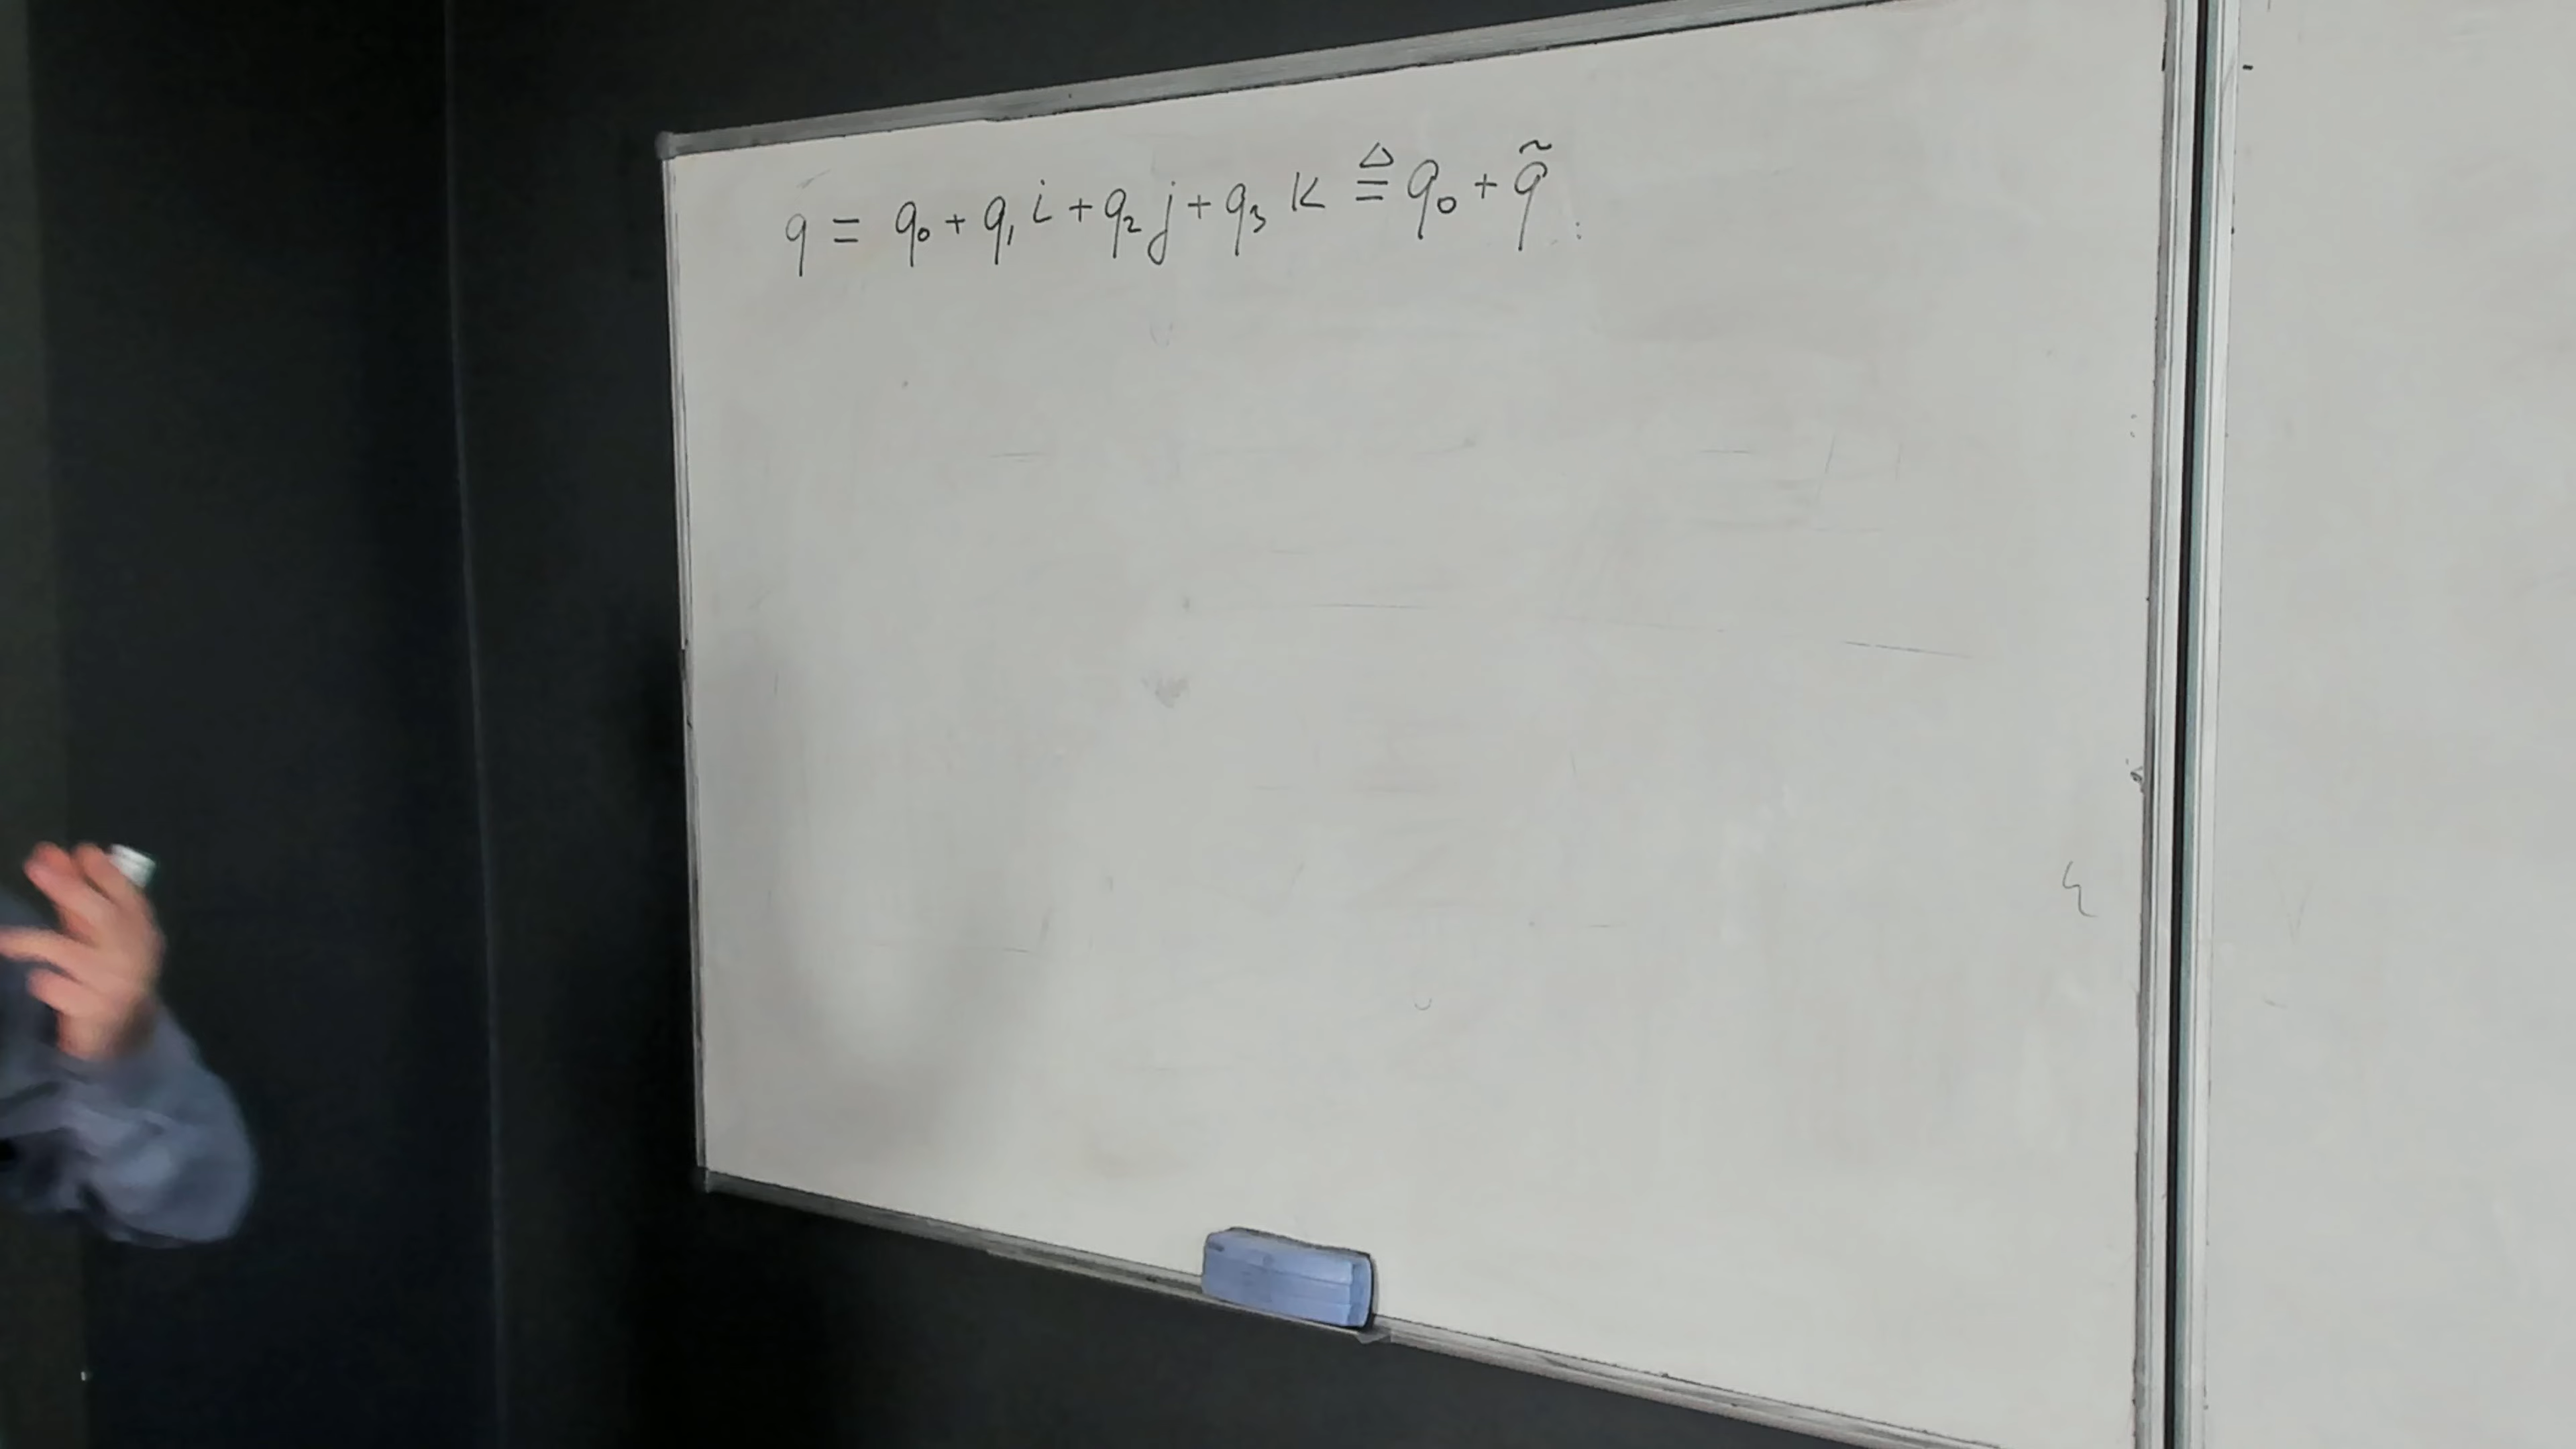 q = q₀ + q₁ i + q₂ j + q₃ k ≜ q₀ + q̃